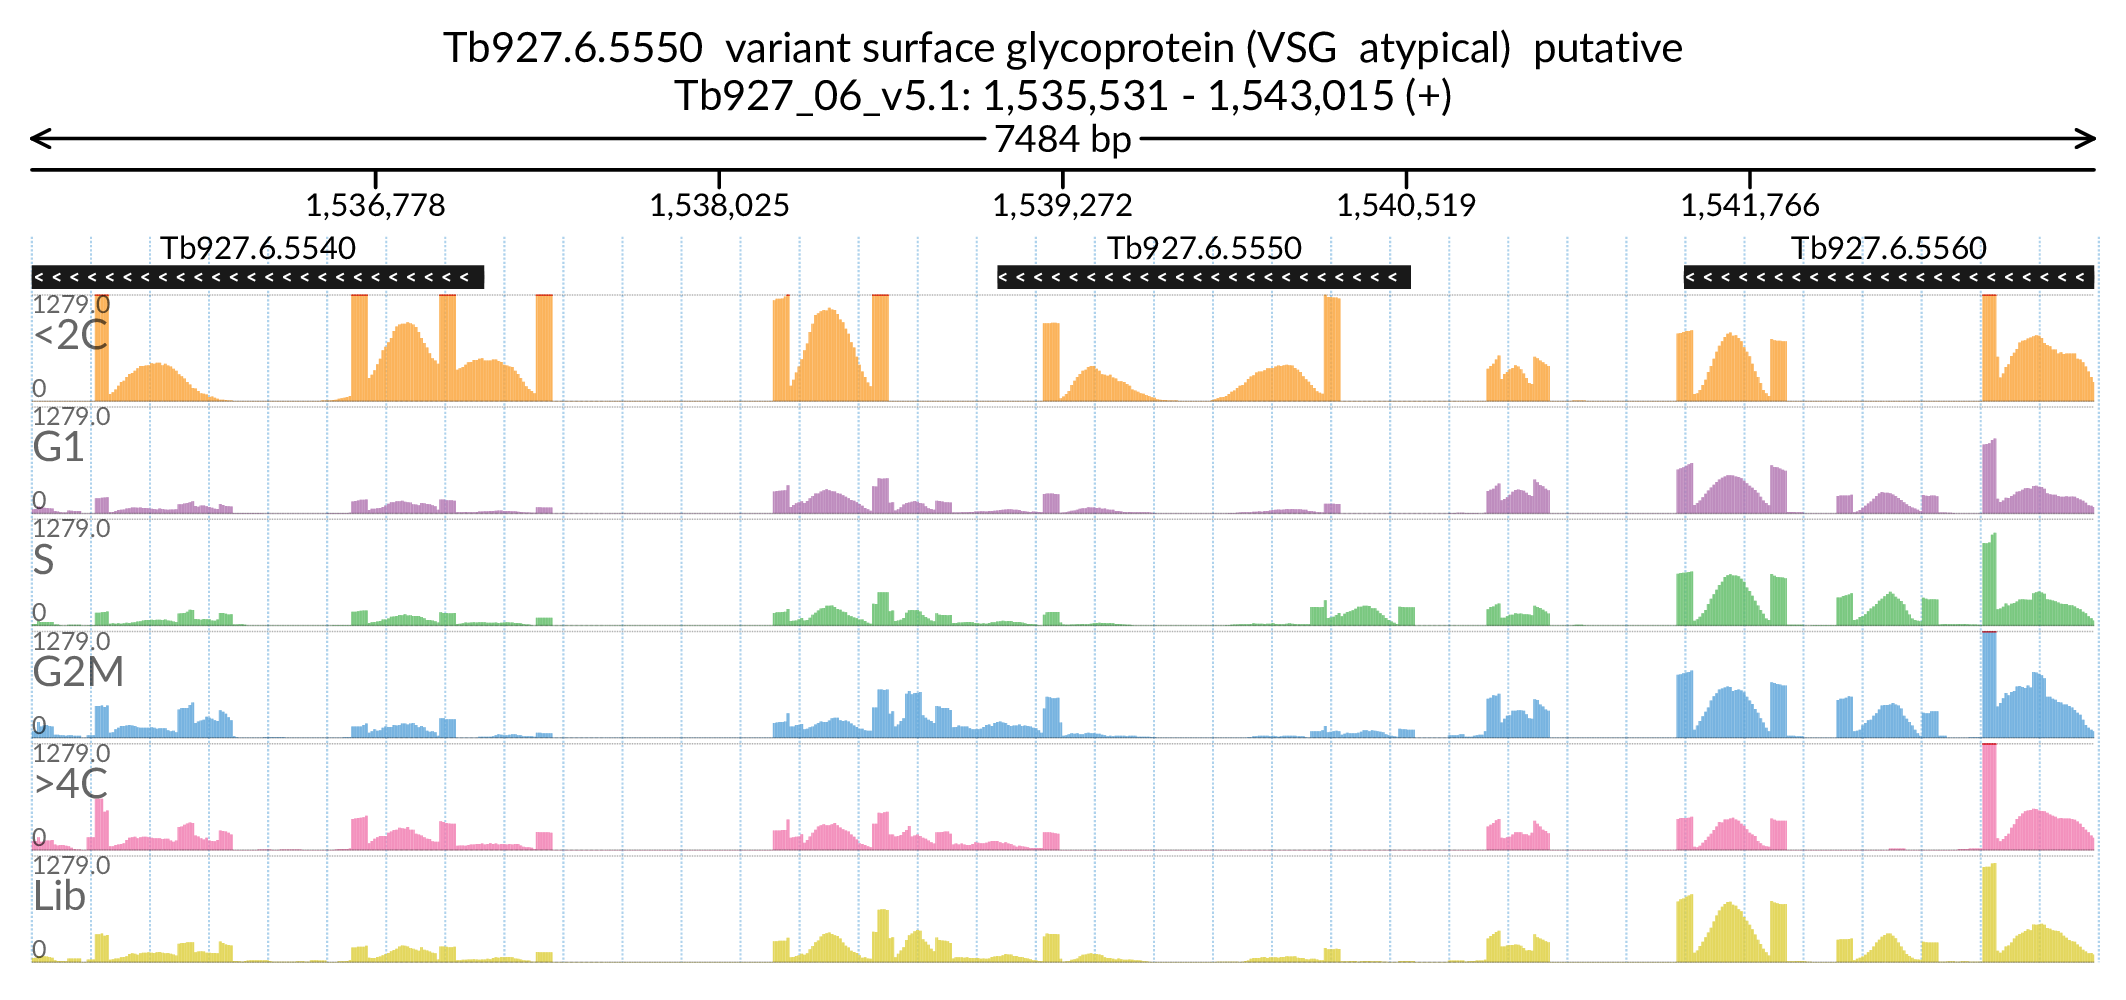 Tb927.6.5550 variant surface glycoprotein (VSG atypical) putative
Tb927_06_v5.1: 1,535,531 - 1,543,015 (+)
7484 bp
1,536,778 1,538,025 1,539,272 1,540,519 1,541,766
Tb927.6.5540 Tb927.6.5550 Tb927.6.5560
1279.0
<2C
0
1279.0
G1
0
1279.0
S
0
1279.0
G2M
0
1279.0
>4C
0
1279.0
Lib
0